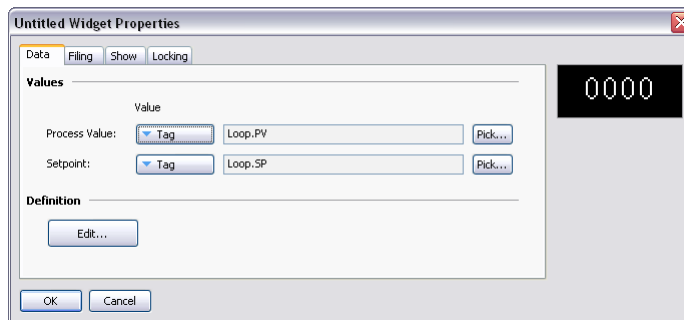 Untitled Widget Properties
Data Filing Show Locking
0000
Values
Value
Process Value: Tag Loop.PV Pick...
Setpoint: Tag Loop.SP Pick...
Definition
Edit...
OK Cancel